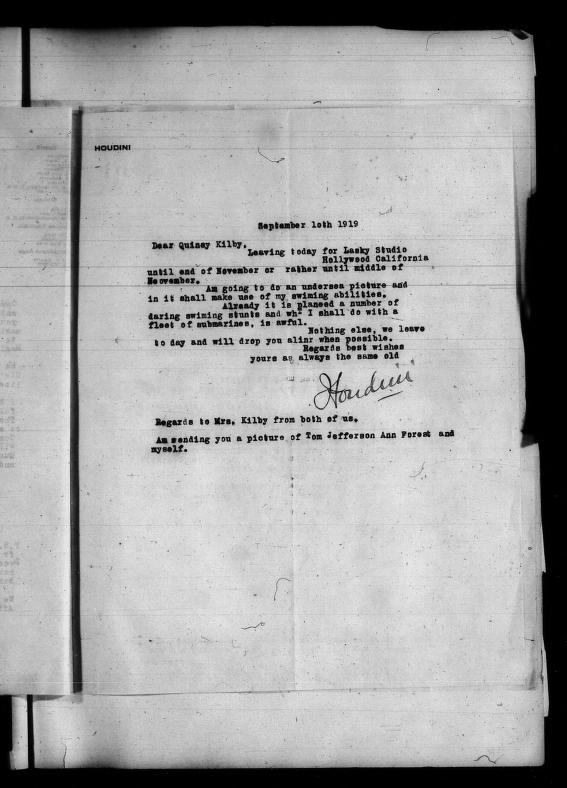 HOUDINI
September loth 1919
Dear Quincy Kilby,
Leaving today for Lasky Studio
Hollywood California
until end of November or rather until middle of
Neovember.
Am going to do an undersea picture and
in it shall make use of my swiming abilities.
Already it is planeed a number of
daring swiming stunts and wht I shall do with a
fleet of submarines, is awful.
Nothing else, we leave
to day and will drop you alinr when possible.
Regards best wishes
yours as always the same old
Houdini
Regards to Mrs. Kilby from both of us.
Am sending you a picture of Tom Jefferson Ann Forest and
myself.